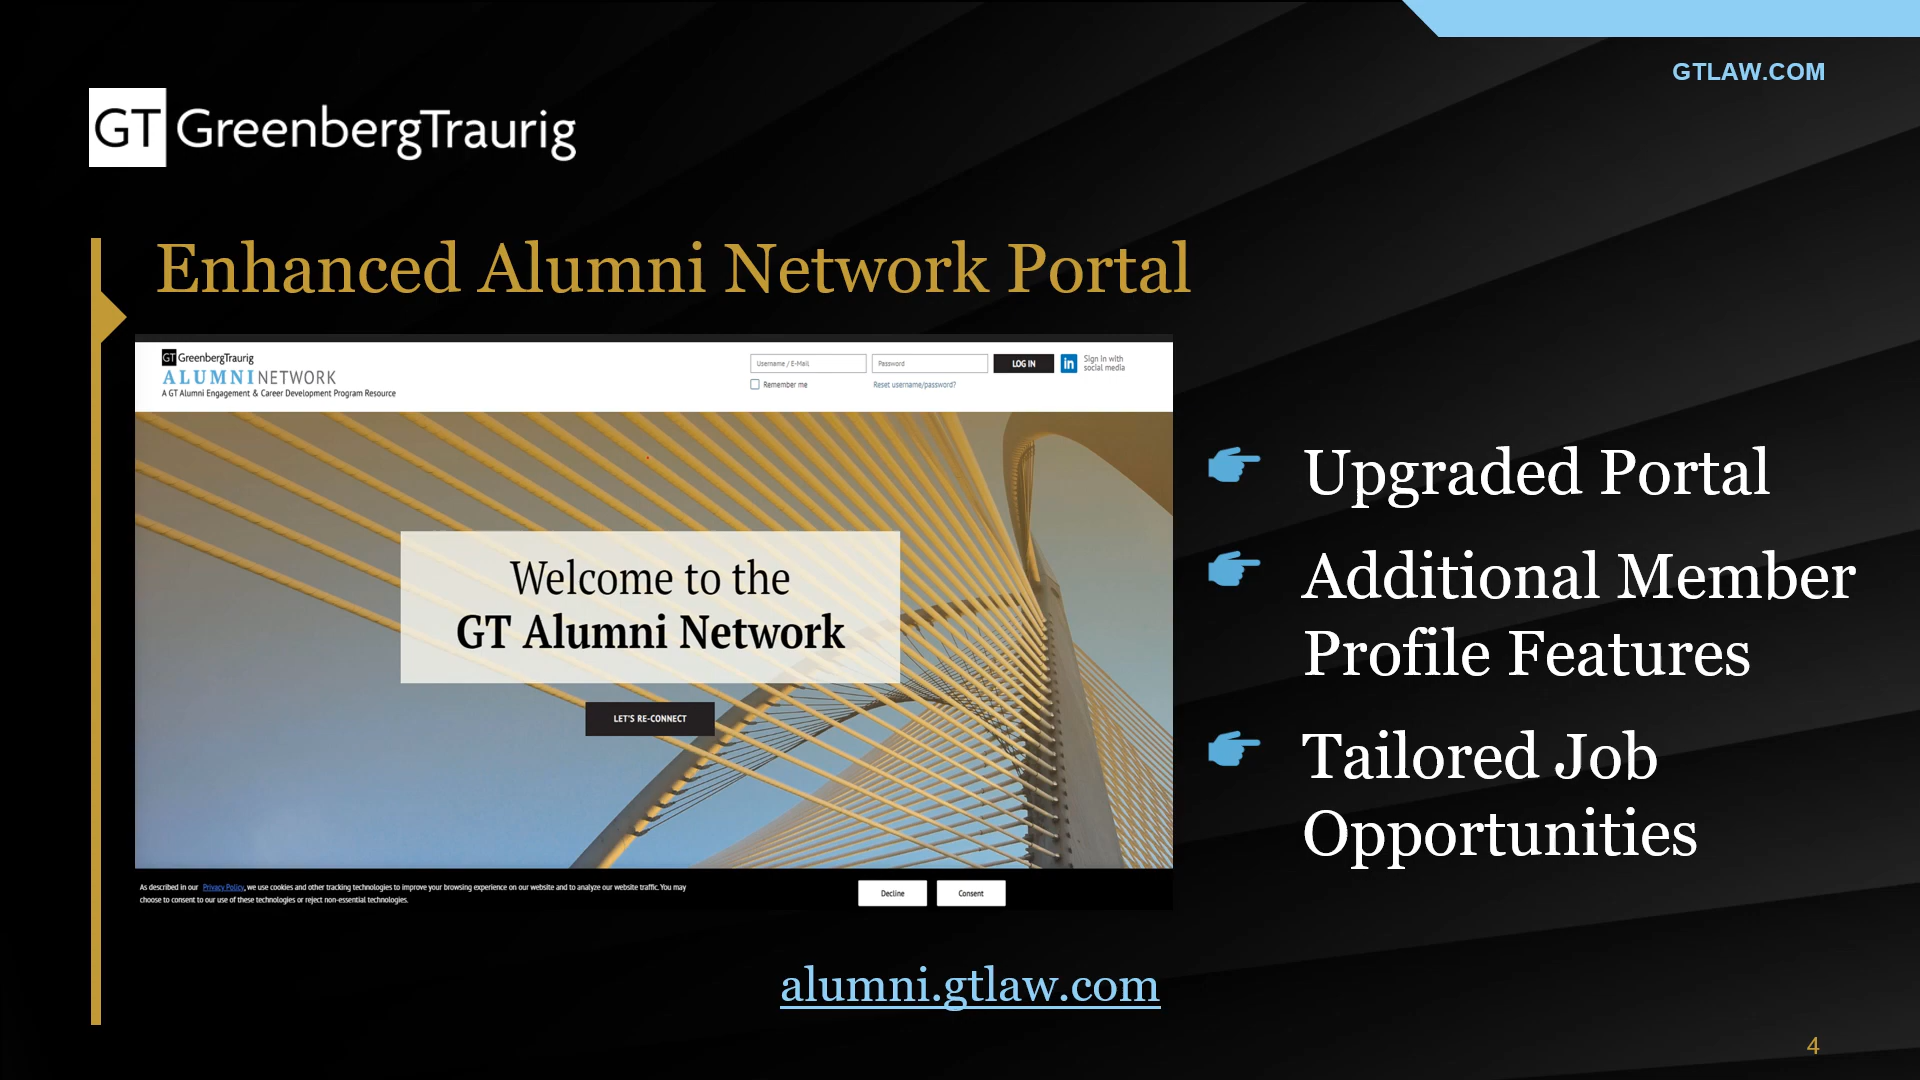 GTLAW.COM
GT GreenbergTraurig
Enhanced Alumni Network Portal
GT GreenbergTraurig
ALUMNI NETWORK
A GT Alumni Engagement & Career Development Program Resource
Username / E-Mail
Password
LOG IN
in
Sign in with
social media
Remember me
Reset username/password?
Welcome to the
GT Alumni Network
LET'S RE-CONNECT
As described in our Privacy Policy, we use cookies and other tracking technologies to improve your browsing experience on our website and to analyze our website traffic. You may
choose to consent to our use of these technologies or reject non-essential technologies.
Decline
Consent
Upgraded Portal
Additional Member
Profile Features
Tailored Job
Opportunities
alumni.gtlaw.com
4